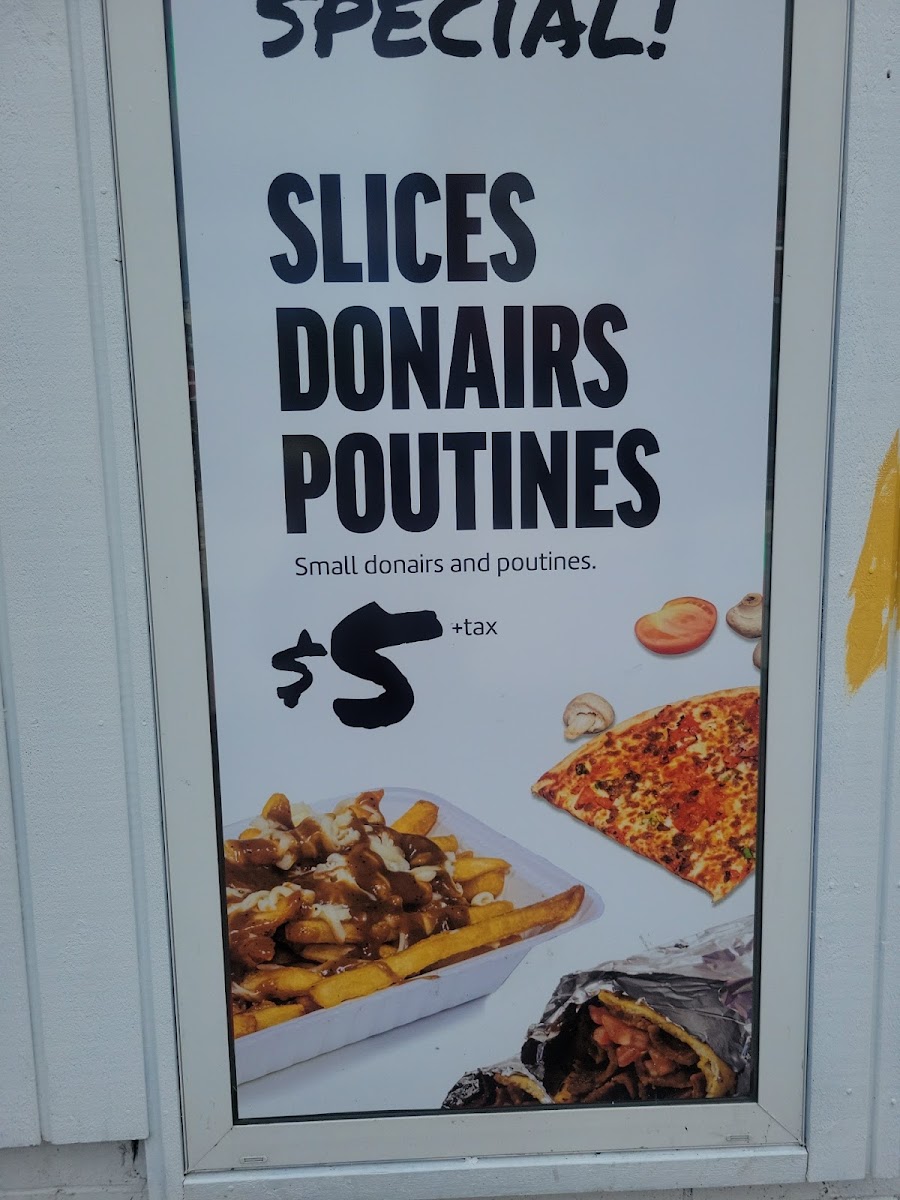 SPECIAL!
SLICES
DONAIRS
POUTINES
Small donairs and poutines.
$5 +tax